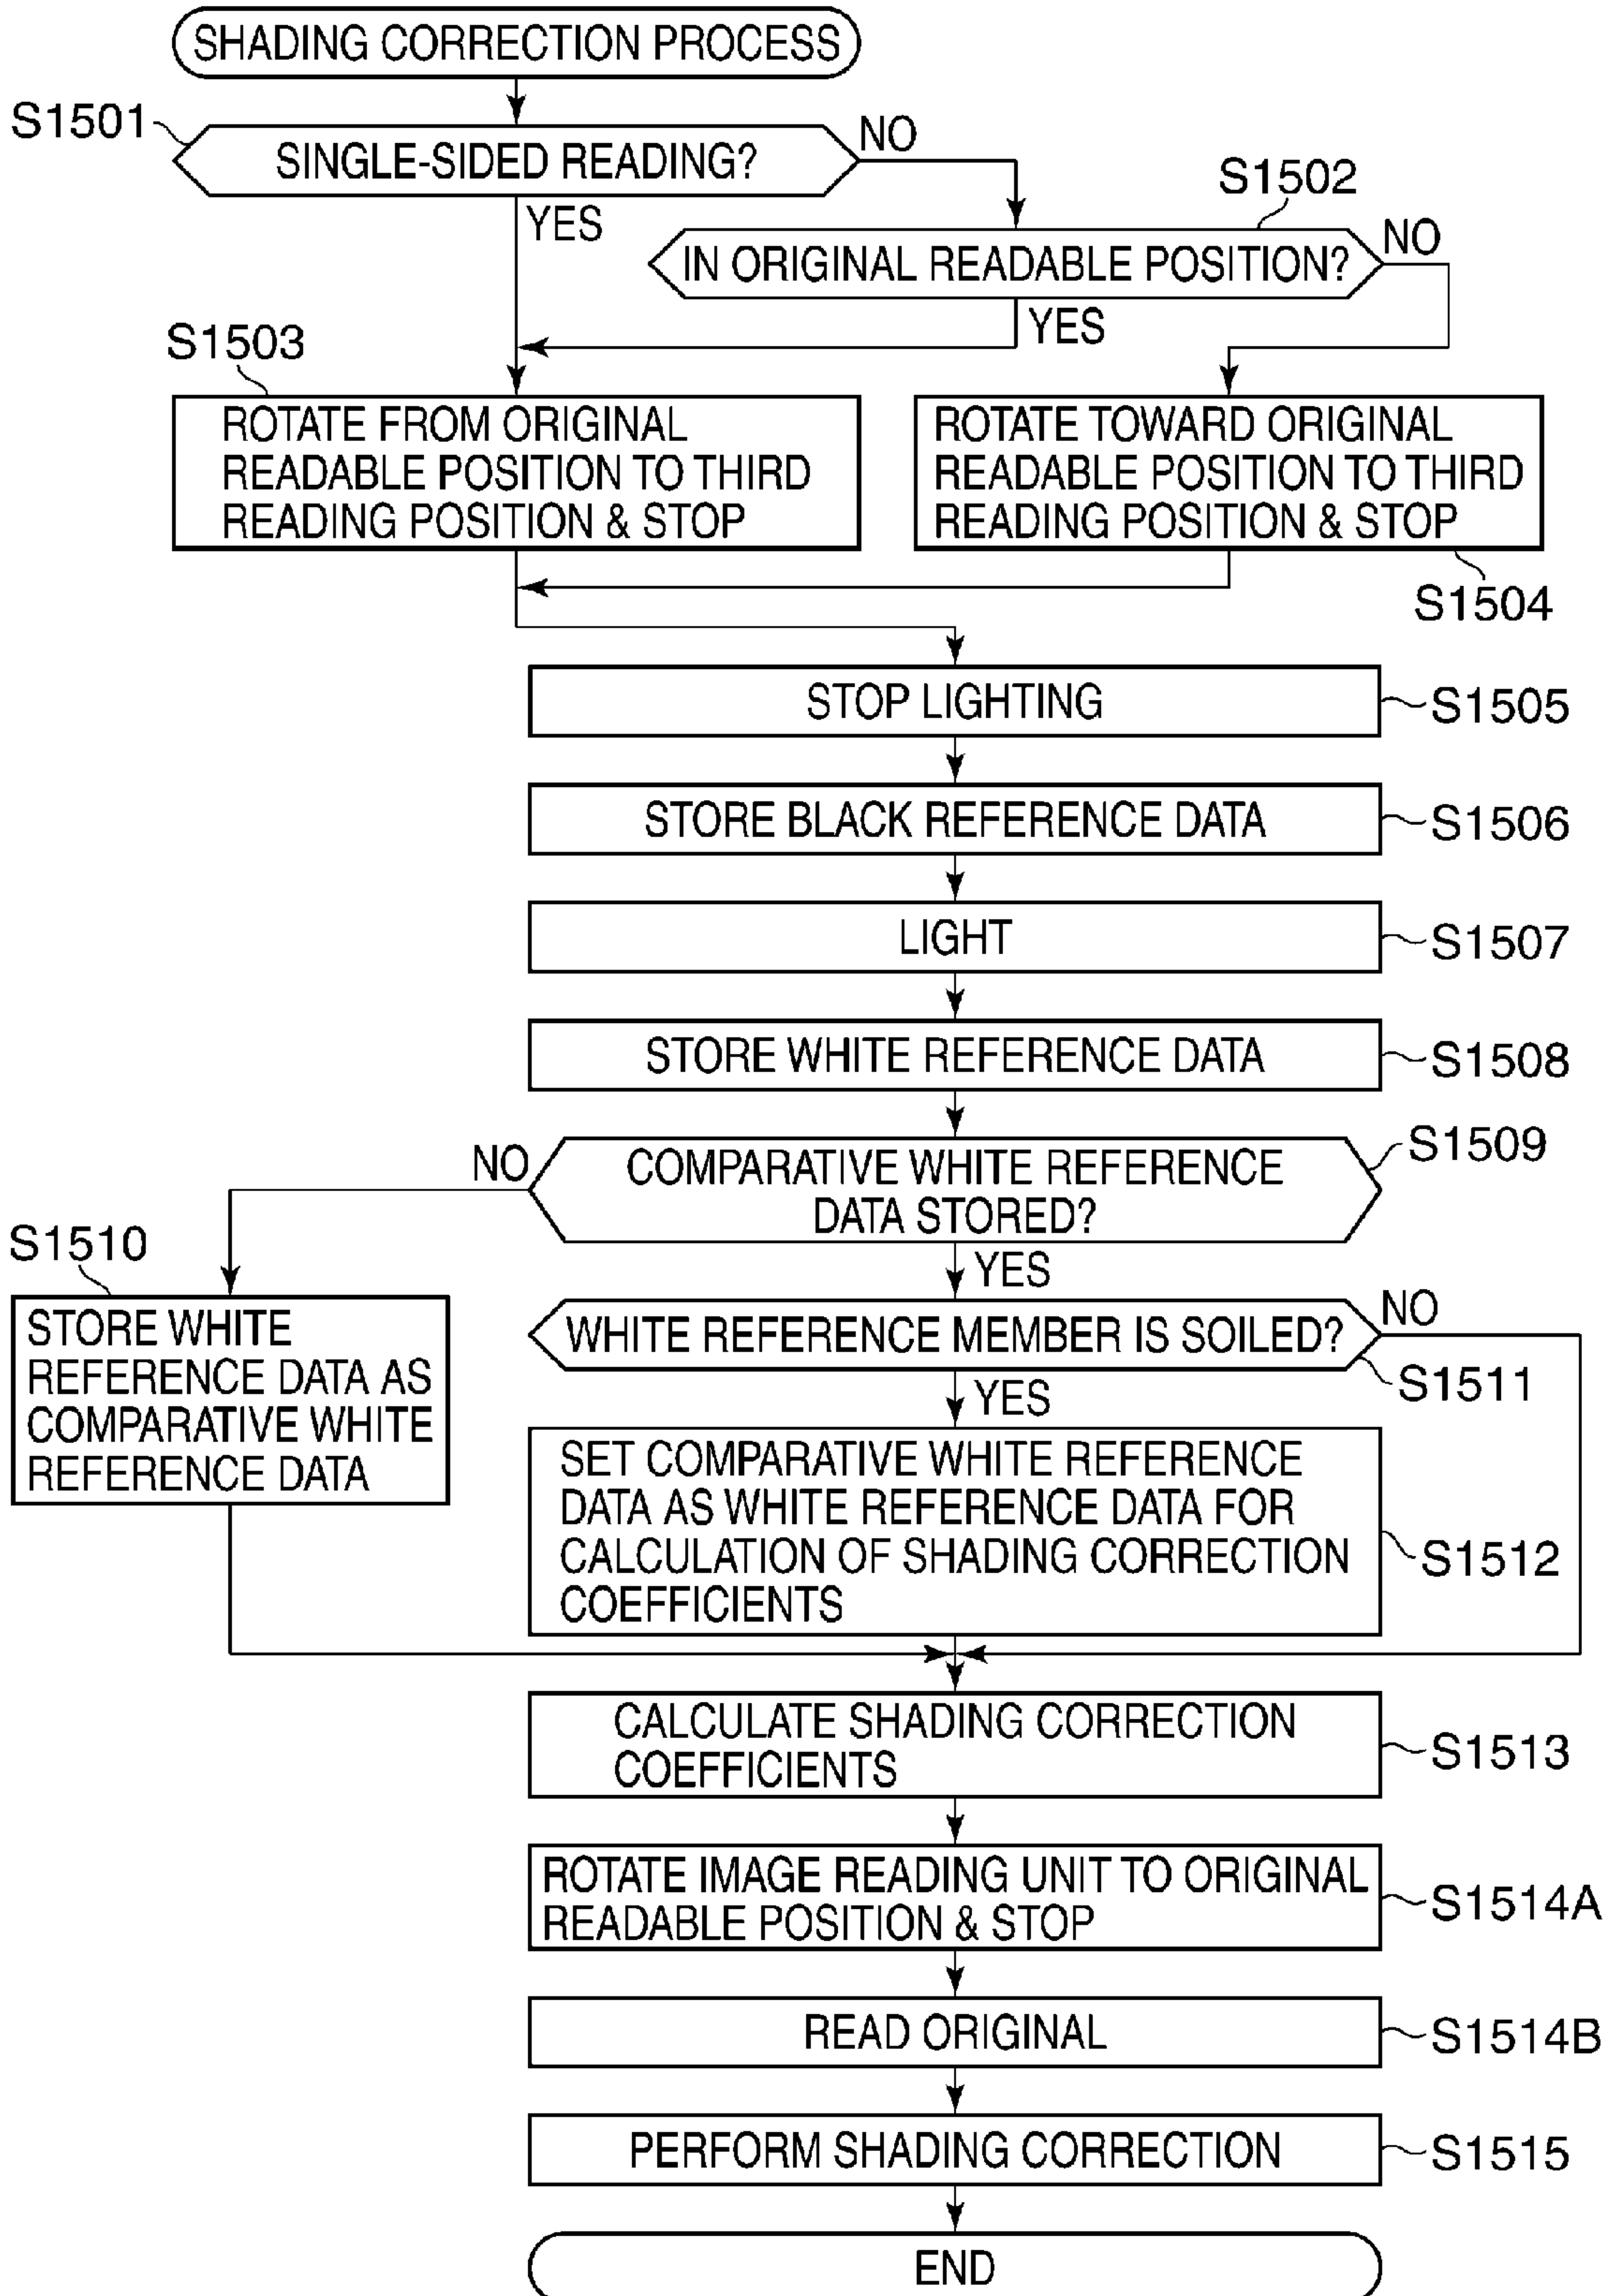 SHADING CORRECTION PROCESS
S1501
SINGLE-SIDED READING?
NO
YES
S1502
IN ORIGINAL READABLE POSITION?
NO
YES
S1503
ROTATE FROM ORIGINAL
READABLE POSITION TO THIRD
READING POSITION & STOP
ROTATE TOWARD ORIGINAL
READABLE POSITION TO THIRD
READING POSITION & STOP
S1504
STOP LIGHTING
S1505
STORE BLACK REFERENCE DATA
S1506
LIGHT
S1507
STORE WHITE REFERENCE DATA
S1508
COMPARATIVE WHITE REFERENCE
DATA STORED?
S1509
NO
YES
S1510
STORE WHITE
REFERENCE DATA AS
COMPARATIVE WHITE
REFERENCE DATA
WHITE REFERENCE MEMBER IS SOILED?
NO
S1511
YES
SET COMPARATIVE WHITE REFERENCE
DATA AS WHITE REFERENCE DATA FOR
CALCULATION OF SHADING CORRECTION
COEFFICIENTS
S1512
CALCULATE SHADING CORRECTION
COEFFICIENTS
S1513
ROTATE IMAGE READING UNIT TO ORIGINAL
READABLE POSITION & STOP
S1514A
READ ORIGINAL
S1514B
PERFORM SHADING CORRECTION
S1515
END